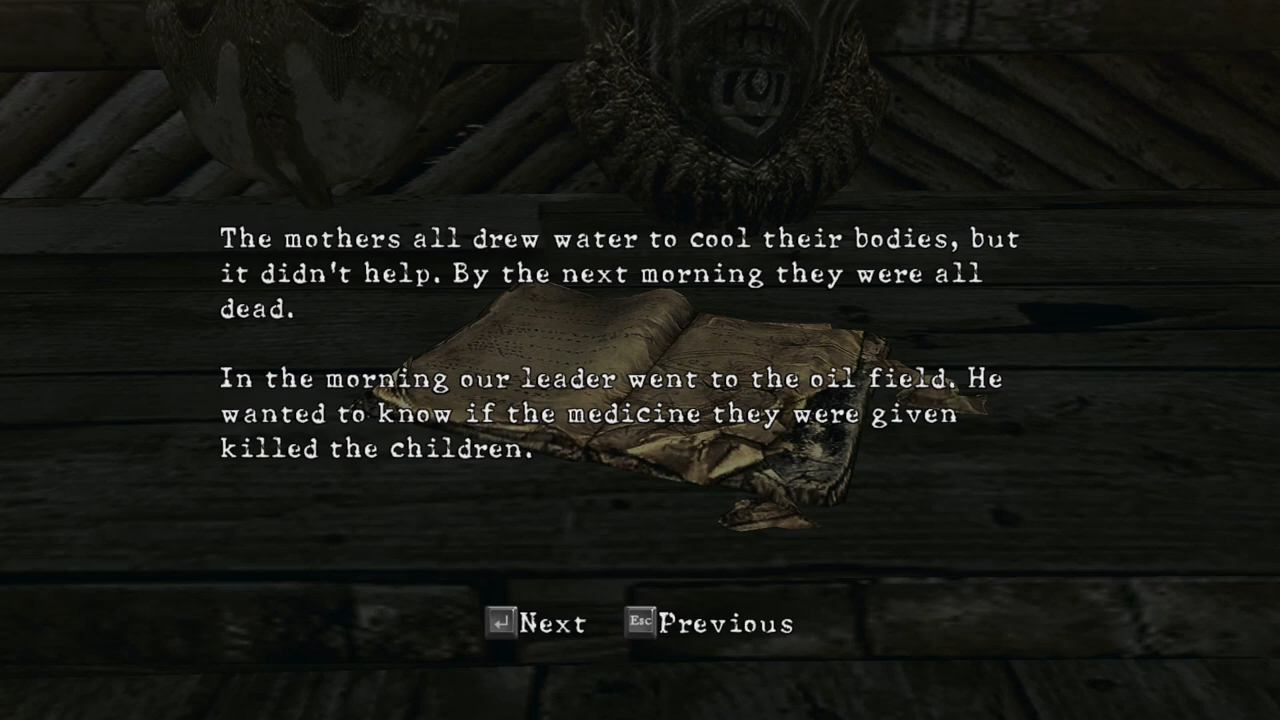 The mothers all drew water to cool their bodies, but
it didn't help. By the next morning they were all
dead.
In the morning our leader went to the oil field. He
wanted to know if the medicine they were given
killed the children.
Next Esc Previous